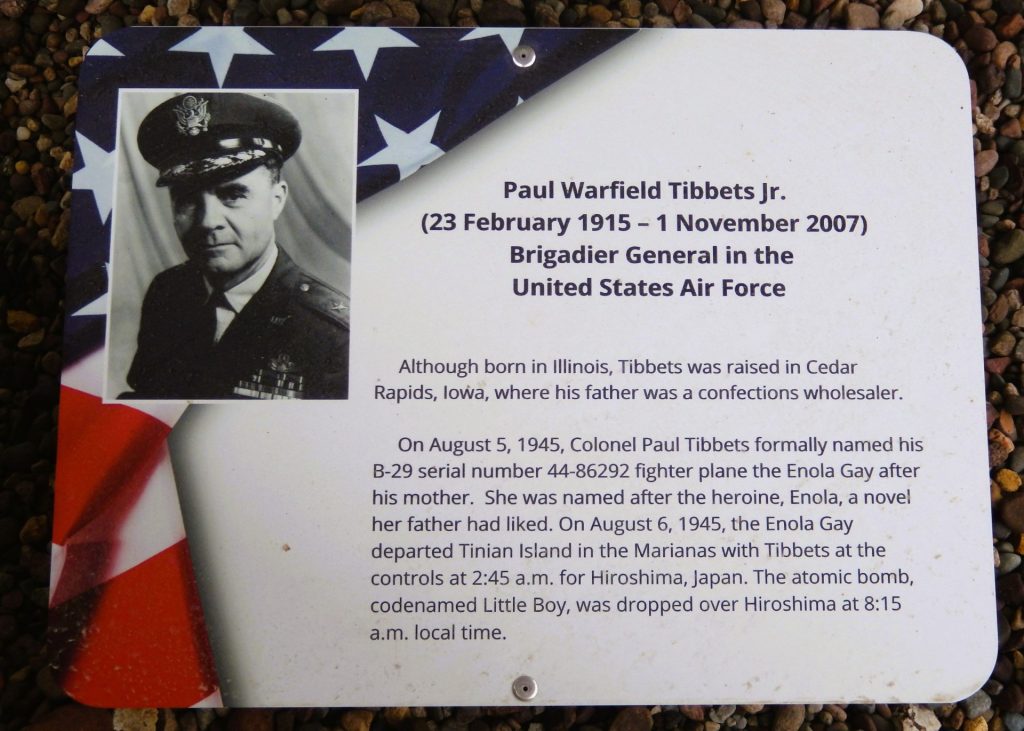 Paul Warfield Tibbets Jr.
(23 February 1915 – 1 November 2007)
Brigadier General in the
United States Air Force
Although born in Illinois, Tibbets was raised in Cedar
Rapids, Iowa, where his father was a confections wholesaler.
On August 5, 1945, Colonel Paul Tibbets formally named his
B-29 serial number 44-86292 fighter plane the Enola Gay after
his mother. She was named after the heroine, Enola, a novel
her father had liked. On August 6, 1945, the Enola Gay
departed Tinian Island in the Marianas with Tibbets at the
controls at 2:45 a.m. for Hiroshima, Japan. The atomic bomb,
codenamed Little Boy, was dropped over Hiroshima at 8:15
a.m. local time.